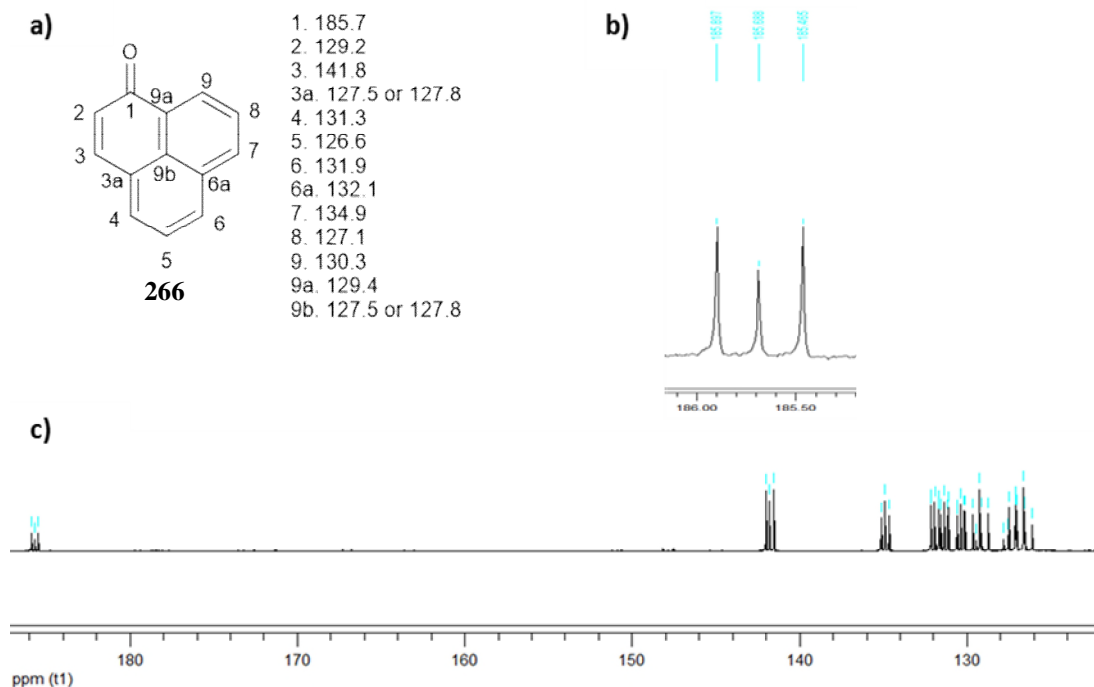 a)
O
9
1
9a
2
8
3
9b
7
3a
6a
4
6
5
266
1. 185.7
2. 129.2
3. 141.8
3a. 127.5 or 127.8
4. 131.3
5. 126.6
6. 131.9
6a. 132.1
7. 134.9
8. 127.1
9. 130.3
9a. 129.4
9b. 127.5 or 127.8
b)
186.00 185.50
c)
180 170 160 150 140 130
ppm (t1)